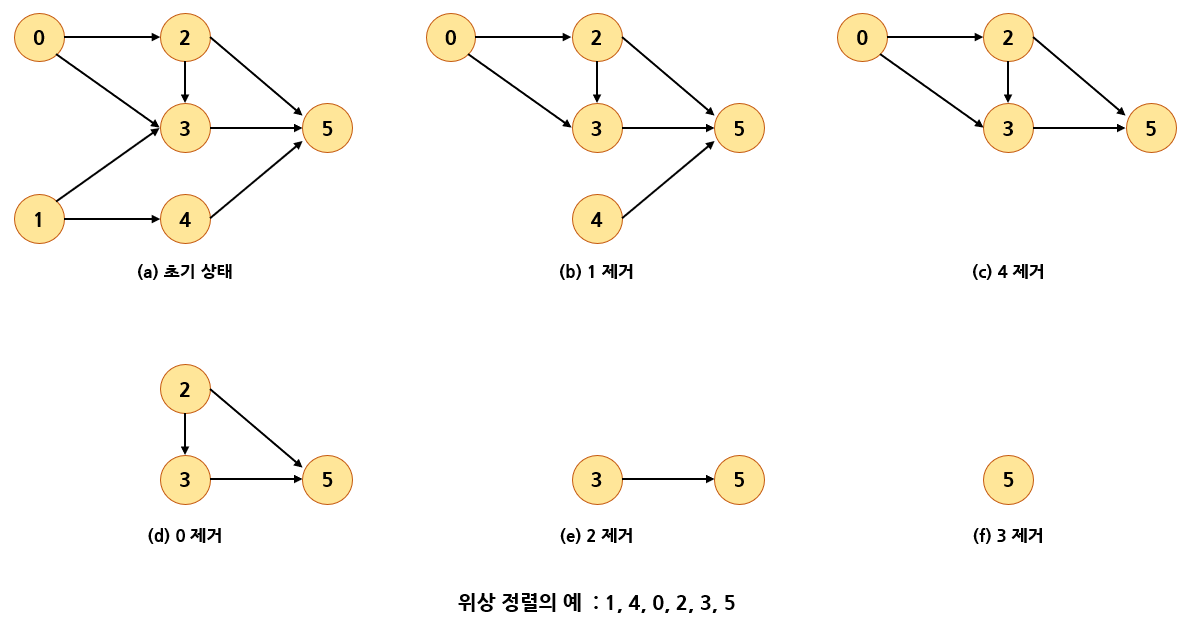 0 2 3 5 1 4
(a) 초기 상태
0 2 3 5 4
(b) 1 제거
0 2 3 5
(c) 4 제거
2 3 5
(d) 0 제거
3 5
(e) 2 제거
5
(f) 3 제거
위상 정렬의 예 : 1, 4, 0, 2, 3, 5